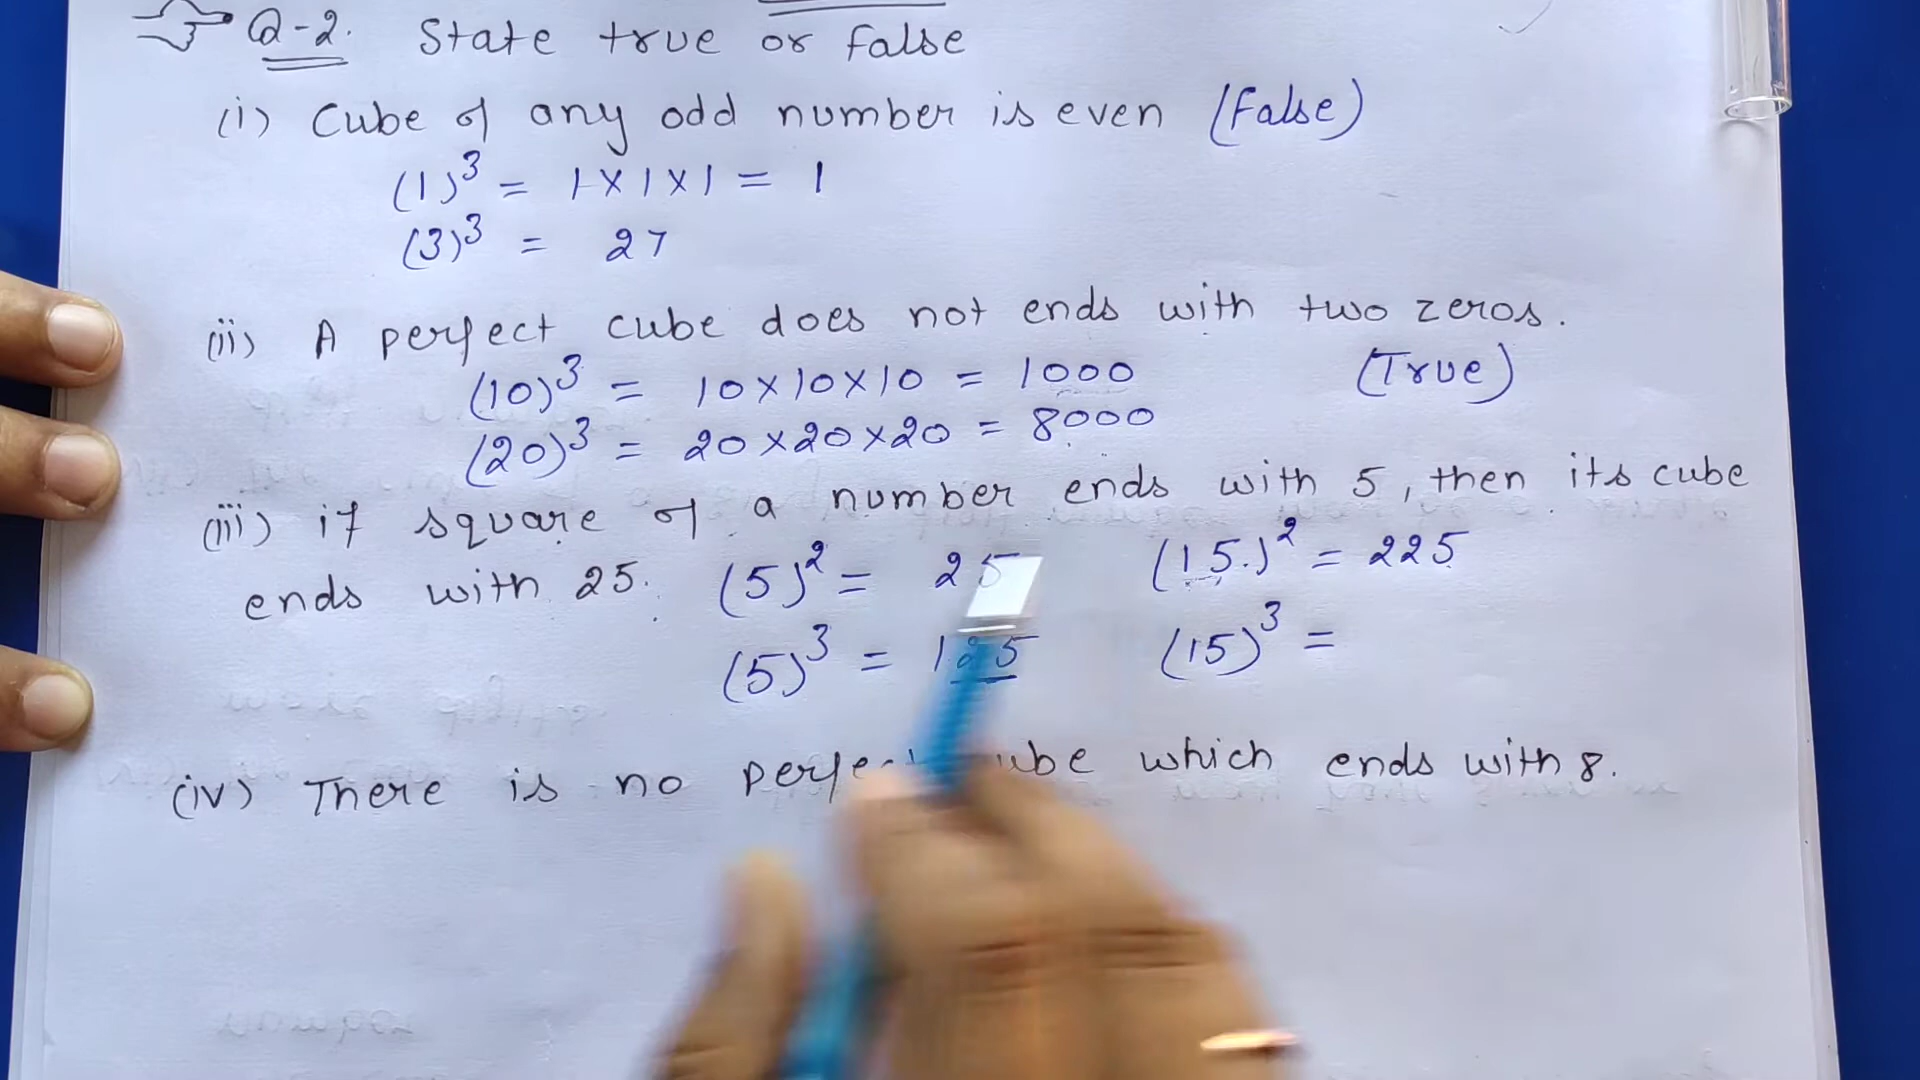 Q-2. State true or false
(i) Cube of any odd number is even (False)
(1)³ = 1×1×1 = 1
(3)³ = 27
(ii) A perfect cube does not ends with two zeros.
(True)
(10)³ = 10×10×10 = 1000
(20)³ = 20×20×20 = 8000
(iii) if square of a number ends with 5, then its cube
ends with 25. (5)² = 25 (15.)² = 225
(5)³ = 125 (15)³ =
(iv) There is no which ends with 8.
number